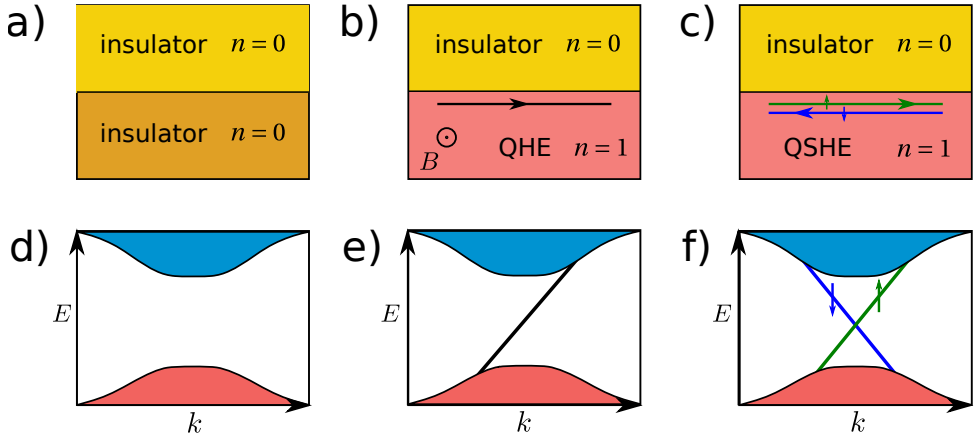 a)
insulator n = 0
insulator n = 0
b)
insulator n = 0
B QHE n = 1
c)
insulator n = 0
QSHE n = 1
d)
E
k
e)
E
k
f)
E
k